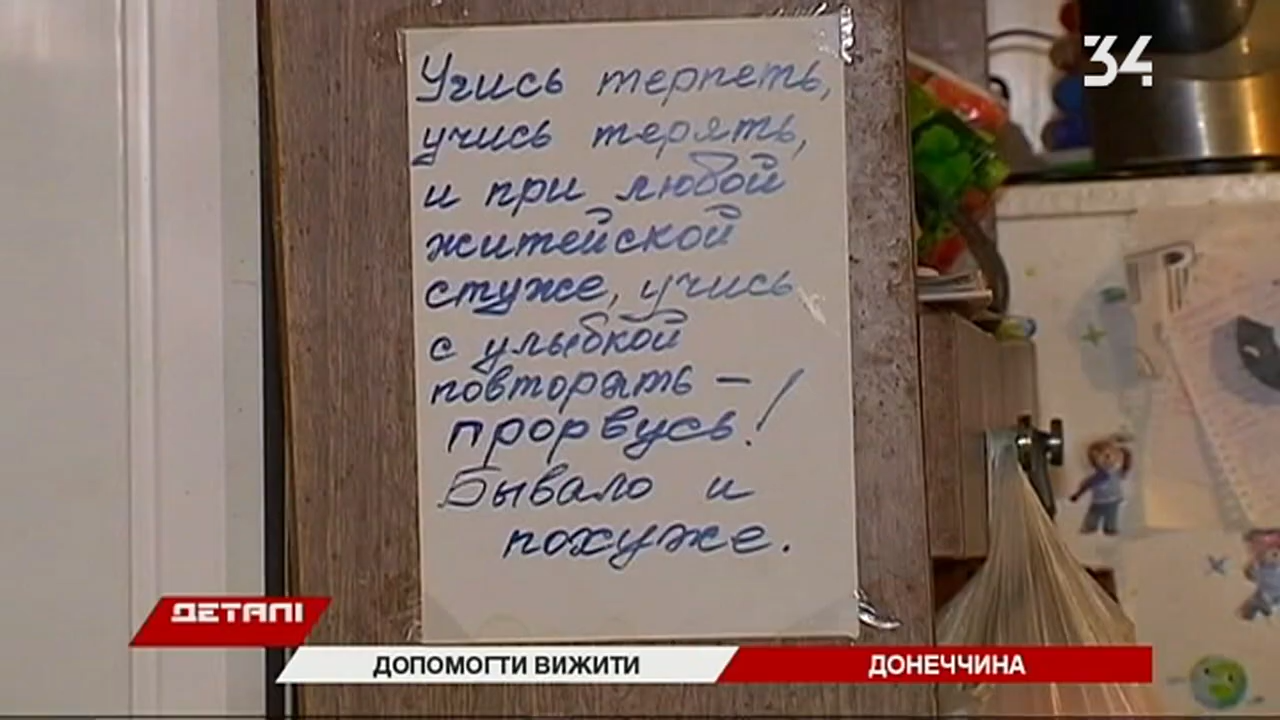 34
Учись терпеть,
учись терять,
и при любой
житейской
стуже, учись
с улыбкой
повторять –
прорвусь!
Бывало и
похуже.
ДЕТАЛІ
ДОПОМОГТИ ВИЖИТИ
ДОНЕЧЧИНА